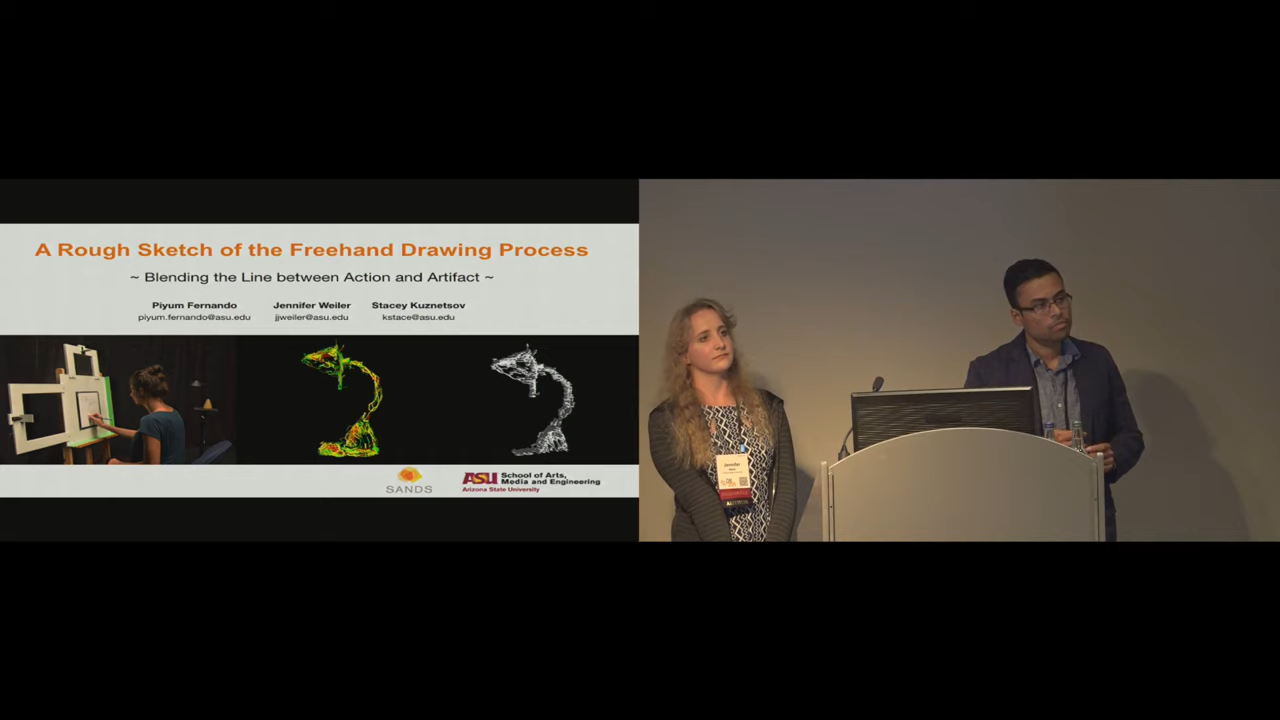 A Rough Sketch of the Freehand Drawing Process
~ Blending the Line between Action and Artifact ~
Piyum Fernando Jennifer Weiler Stacey Kuznetsov
piyum.fernando@asu.edu jjweiler@asu.edu kstace@asu.edu
SANDS
ASU School of Arts,
Media and Engineering
Arizona State University
Jennifer